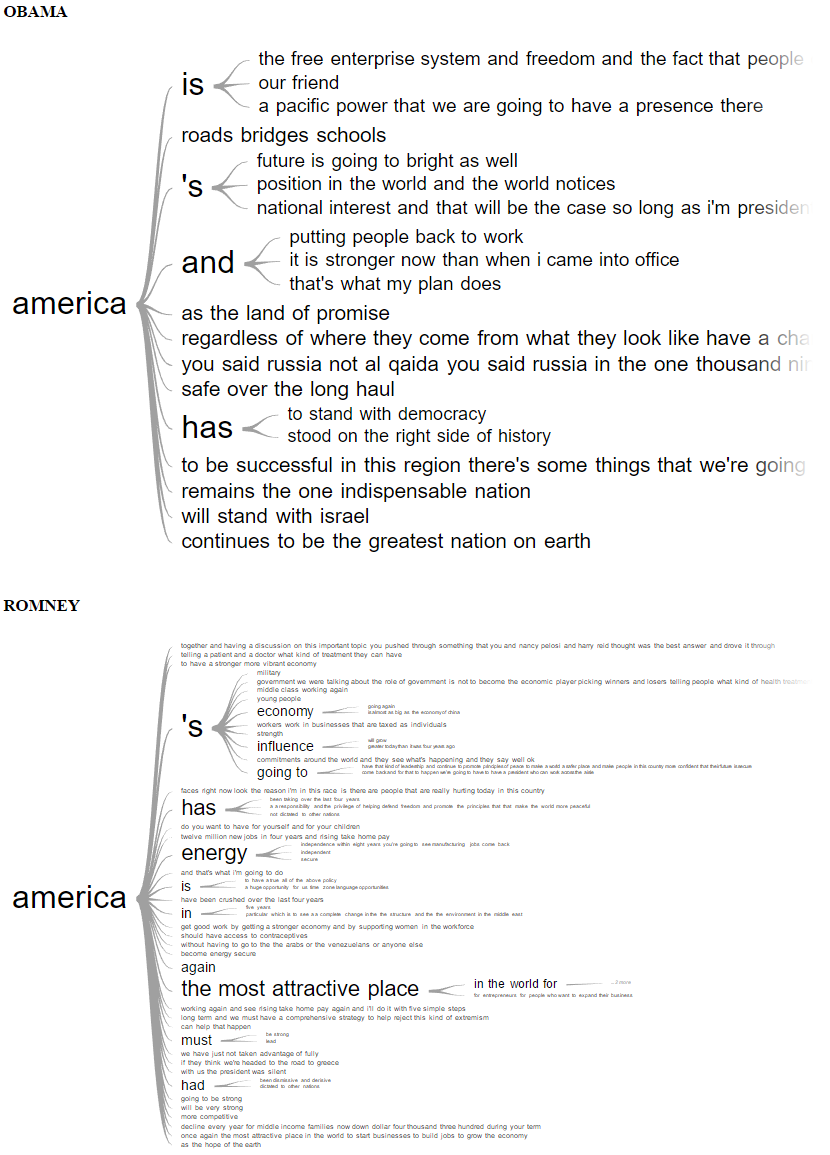 OBAMA
america
is
the free enterprise system and freedom and the fact that people
our friend
a pacific power that we are going to have a presence there
roads bridges schools
's
future is going to bright as well
position in the world and the world notices
national interest and that will be the case so long as i'm presiden
and
putting people back to work
it is stronger now than when i came into office
that's what my plan does
as the land of promise
regardless of where they come from what they look like have a cha
you said russia not al qaida you said russia in the one thousand nin
safe over the long haul
has
to stand with democracy
stood on the right side of history
to be successful in this region there's some things that we're going
remains the one indispensable nation
will stand with israel
continues to be the greatest nation on earth
ROMNEY
america
together and having a discussion on this important topic you pushed through something that you and nancy pelosi and harry reid thought was the best answer and drove it through
telling a patient and a doctor what kind of treatment they can have
to have a stronger more vibrant economy
's
military
government we were talking about the role of government is not to become the economic player picking winners and losers telling people what kind of health treatm
middle class working again
young people
economy
going again
is almost as big as the economy of china
workers work in businesses that are taxed as individuals
strength
influence
will grow
greater today than it was four years ago
commitments around the world and they see what's happening and they say well ok
going to
have that kind of leadership and continue to promote principles of peace to make a world a safer place and make people in this county more confident that their future is secure
come back and for that to happen we're going to have to have a president who can work across the aisle
faces right now look the reason i'm in this race is there are people that are really hurting today in this country
has
been taking over the last four years
a a responsibility and the privilege of helping defend freedom and promote the principles that that make the world more peaceful
not dictated to other nations
do you want to have for yourself and for your children
twelve million new jobs in four years and rising take home pay
energy
independence within eight years you're going to see manufacturing jobs come back
independent
secure
and that's what i'm going to do
is
to have a true all of the above policy
a huge opportunity for us time zone language opportunities
have been crushed over the last four years
in
five years
particular which is to see a a complete change in the the structure and the the environment in the middle east
get good work by getting a stronger economy and by supporting women in the workforce
should have access to contraceptives
without having to go to the the arabs or the venezuelans or anyone else
become energy secure
again
the most attractive place
in the world for
...2 more
for entrepreneurs for people who want to expand their business
working again and see rising take home pay again and i'll do it with five simple steps
long term and we must have a comprehensive strategy to help reject this kind of extremism
can help that happen
must
be strong
lead
we have just not taken advantage of fully
if they think we're headed to the road to greece
with us the president was silent
had
been dismissive and derisive
dictated to other nations
going to be strong
will be very strong
more competitive
decline every year for middle income families now down dollar four thousand three hundred during your term
once again the most attractive place in the world to start businesses to build jobs to grow the economy
as the hope of the earth